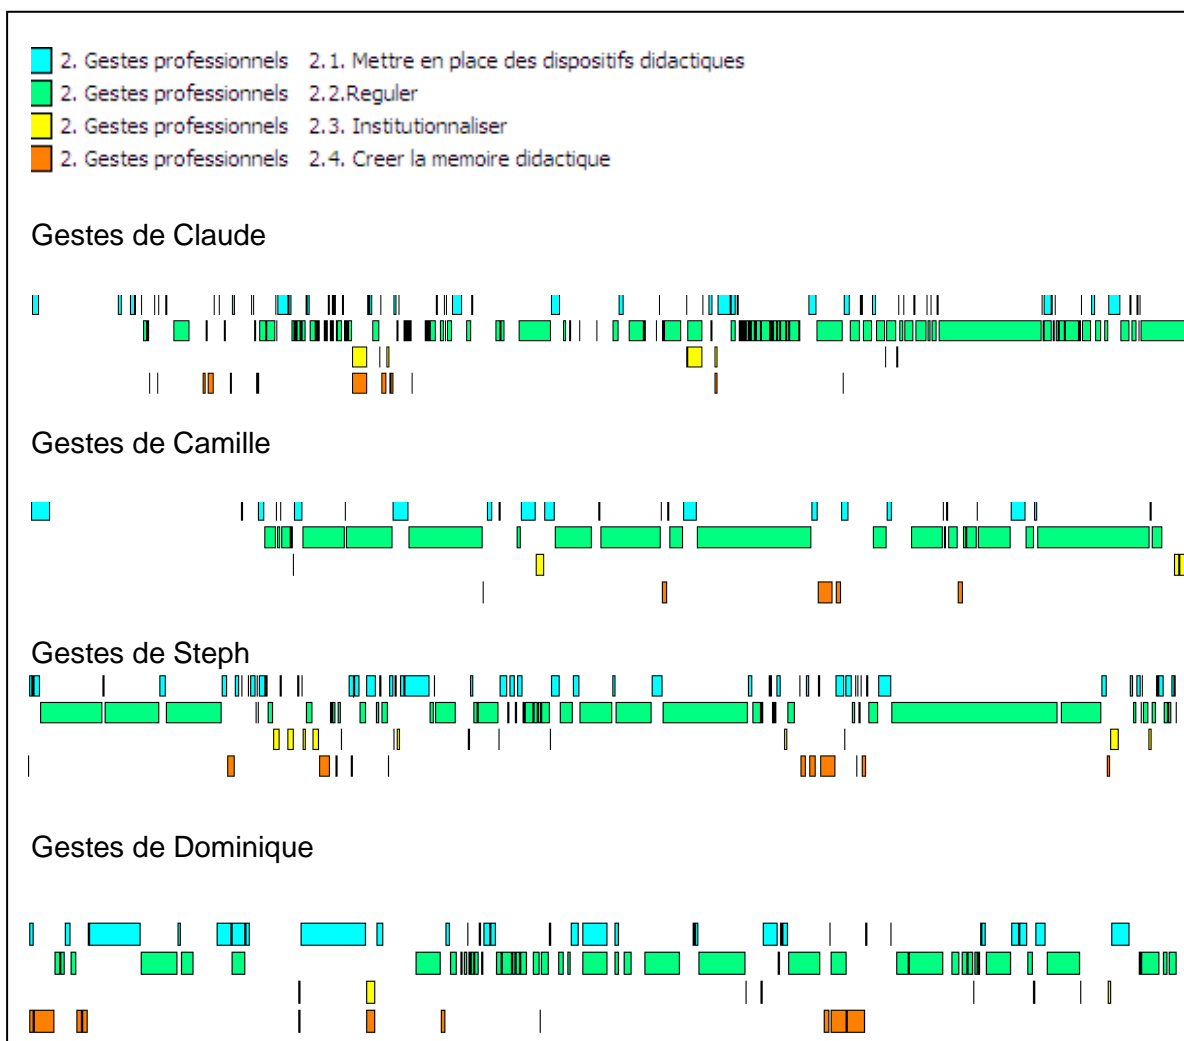 2. Gestes professionnels 2.1. Mettre en place des dispositifs didactiques
2. Gestes professionnels 2.2.Reguler
2. Gestes professionnels 2.3. Institutionnaliser
2. Gestes professionnels 2.4. Creer la memoire didactique
Gestes de Claude
Gestes de Camille
Gestes de Steph
Gestes de Dominique